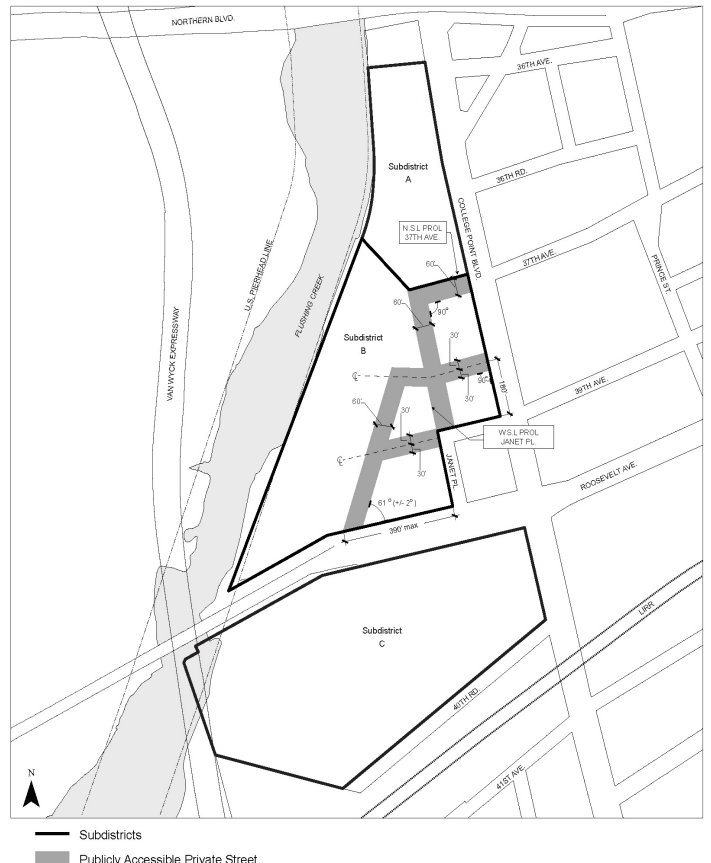 NORTHERN BLVD.
36TH AVE.
Subdistrict
A
36TH RD.
COLLEGE POINT BLVD.
N.S.L PROL
37TH AVE.
37TH AVE.
PRINCE ST.
U.S. PIERHEAD LINE
FLUSHING CREEK
VAN WYCK EXPRESSWAY
60'
60'
90°
Subdistrict
B
30'
℄
90°
180'
30'
39TH AVE.
60'
30'
W.S.L PROL
JANET PL.
℄
30'
JANET PL.
ROOSEVELT AVE.
61° (+/- 2°)
390' max
Subdistrict
C
LIRR
40TH RD.
41ST AVE.
N
Subdistricts
Publicly Accessible Private Street